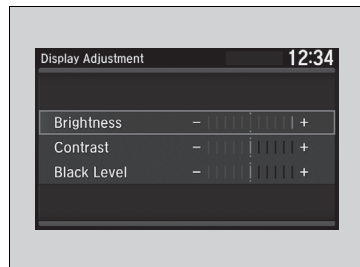 Display Adjustment 12:34
Brightness – +
Contrast – +
Black Level – +